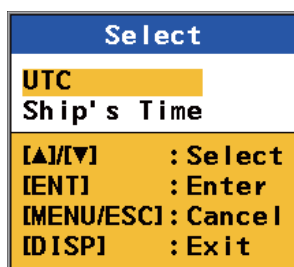 Select
UTC
Ship's Time
[▲]/[▼] :Select
[ENT] :Enter
[MENU/ESC]:Cancel
[DISP] :Exit